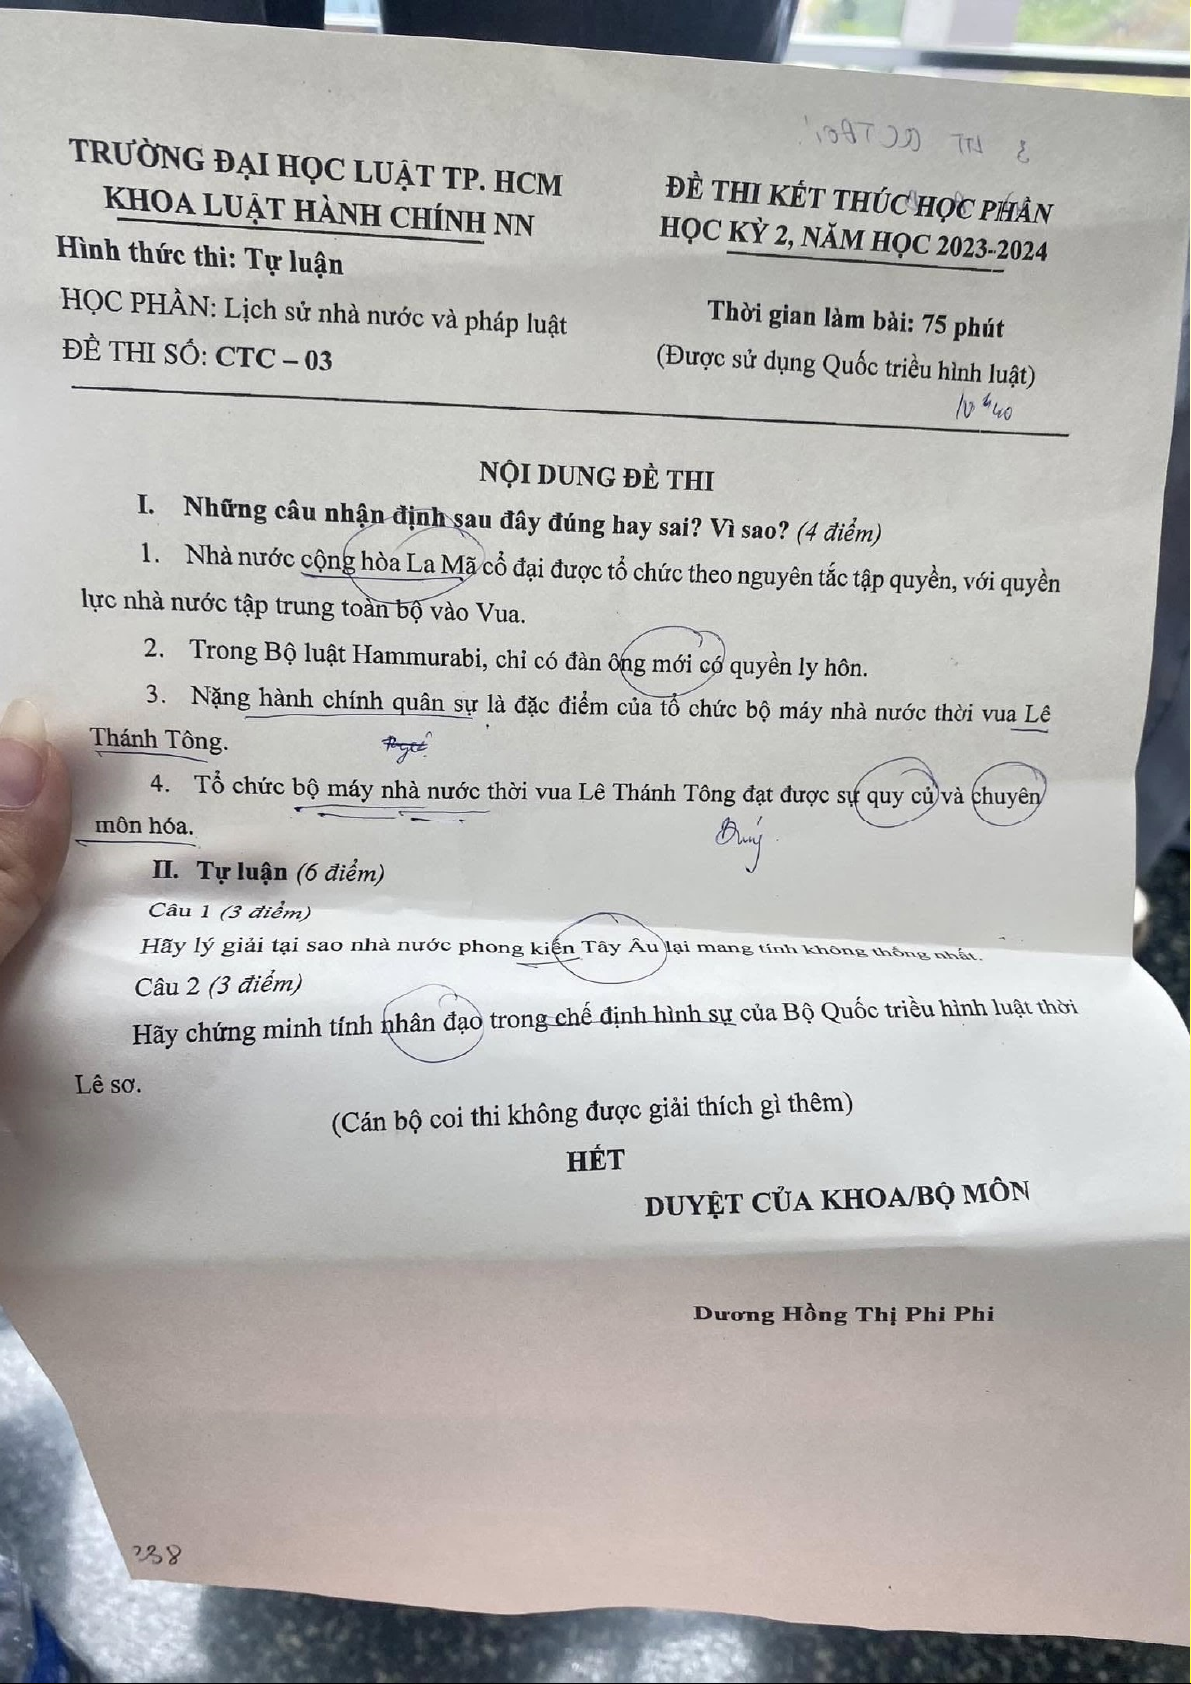 TRƯỜNG ĐẠI HỌC LUẬT TP. HCM
KHOA LUẬT HÀNH CHÍNH NN
Hình thức thi: Tự luận
HỌC PHẦN: Lịch sử nhà nước và pháp luật
ĐỀ THI SỐ: CTC – 03
ĐỀ THI KẾT THÚC HỌC PHẦN
HỌC KỲ 2, NĂM HỌC 2023-2024
Thời gian làm bài: 75 phút
(Được sử dụng Quốc triều hình luật)
10h40
NỘI DUNG ĐỀ THI
I. Những câu nhận định sau đây đúng hay sai? Vì sao? (4 điểm)
1. Nhà nước cộng hòa La Mã cổ đại được tổ chức theo nguyên tắc tập quyền, với quyền
lực nhà nước tập trung toàn bộ vào Vua.
2. Trong Bộ luật Hammurabi, chỉ có đàn ông mới có quyền ly hôn.
3. Nặng hành chính quân sự là đặc điểm của tổ chức bộ máy nhà nước thời vua Lê
Thánh Tông.
4. Tổ chức bộ máy nhà nước thời vua Lê Thánh Tông đạt được sự quy củ và chuyên
môn hóa.
Đúng
II. Tự luận (6 điểm)
Câu 1 (3 điểm)
Hãy lý giải tại sao nhà nước phong kiến Tây Âu lại mang tính không thống nhất.
Câu 2 (3 điểm)
Hãy chứng minh tính nhân đạo trong chế định hình sự của Bộ Quốc triều hình luật thời
Lê sơ.
(Cán bộ coi thi không được giải thích gì thêm)
HẾT
DUYỆT CỦA KHOA/BỘ MÔN
Dương Hồng Thị Phi Phi
238